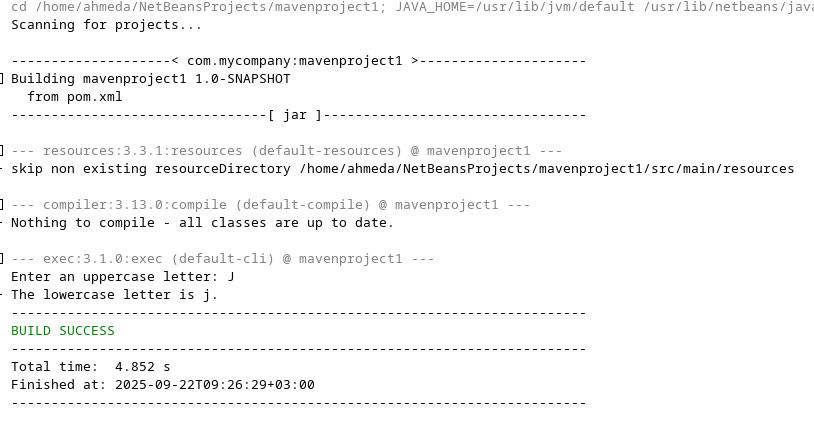 cd /home/ahmeda/NetBeansProjects/mavenproject1; JAVA_HOME=/usr/lib/jvm/default /usr/lib/netbeans/java
Scanning for projects...
--------------------< com.mycompany:mavenproject1 >---------------------
Building mavenproject1 1.0-SNAPSHOT
  from pom.xml
--------------------------------[ jar ]---------------------------------
--- resources:3.3.1:resources (default-resources) @ mavenproject1 ---
skip non existing resourceDirectory /home/ahmeda/NetBeansProjects/mavenproject1/src/main/resources
--- compiler:3.13.0:compile (default-compile) @ mavenproject1 ---
Nothing to compile - all classes are up to date.
--- exec:3.1.0:exec (default-cli) @ mavenproject1 ---
Enter an uppercase letter: J
The lowercase letter is j.
------------------------------------------------------------------------
BUILD SUCCESS
------------------------------------------------------------------------
Total time:  4.852 s
Finished at: 2025-09-22T09:26:29+03:00
------------------------------------------------------------------------